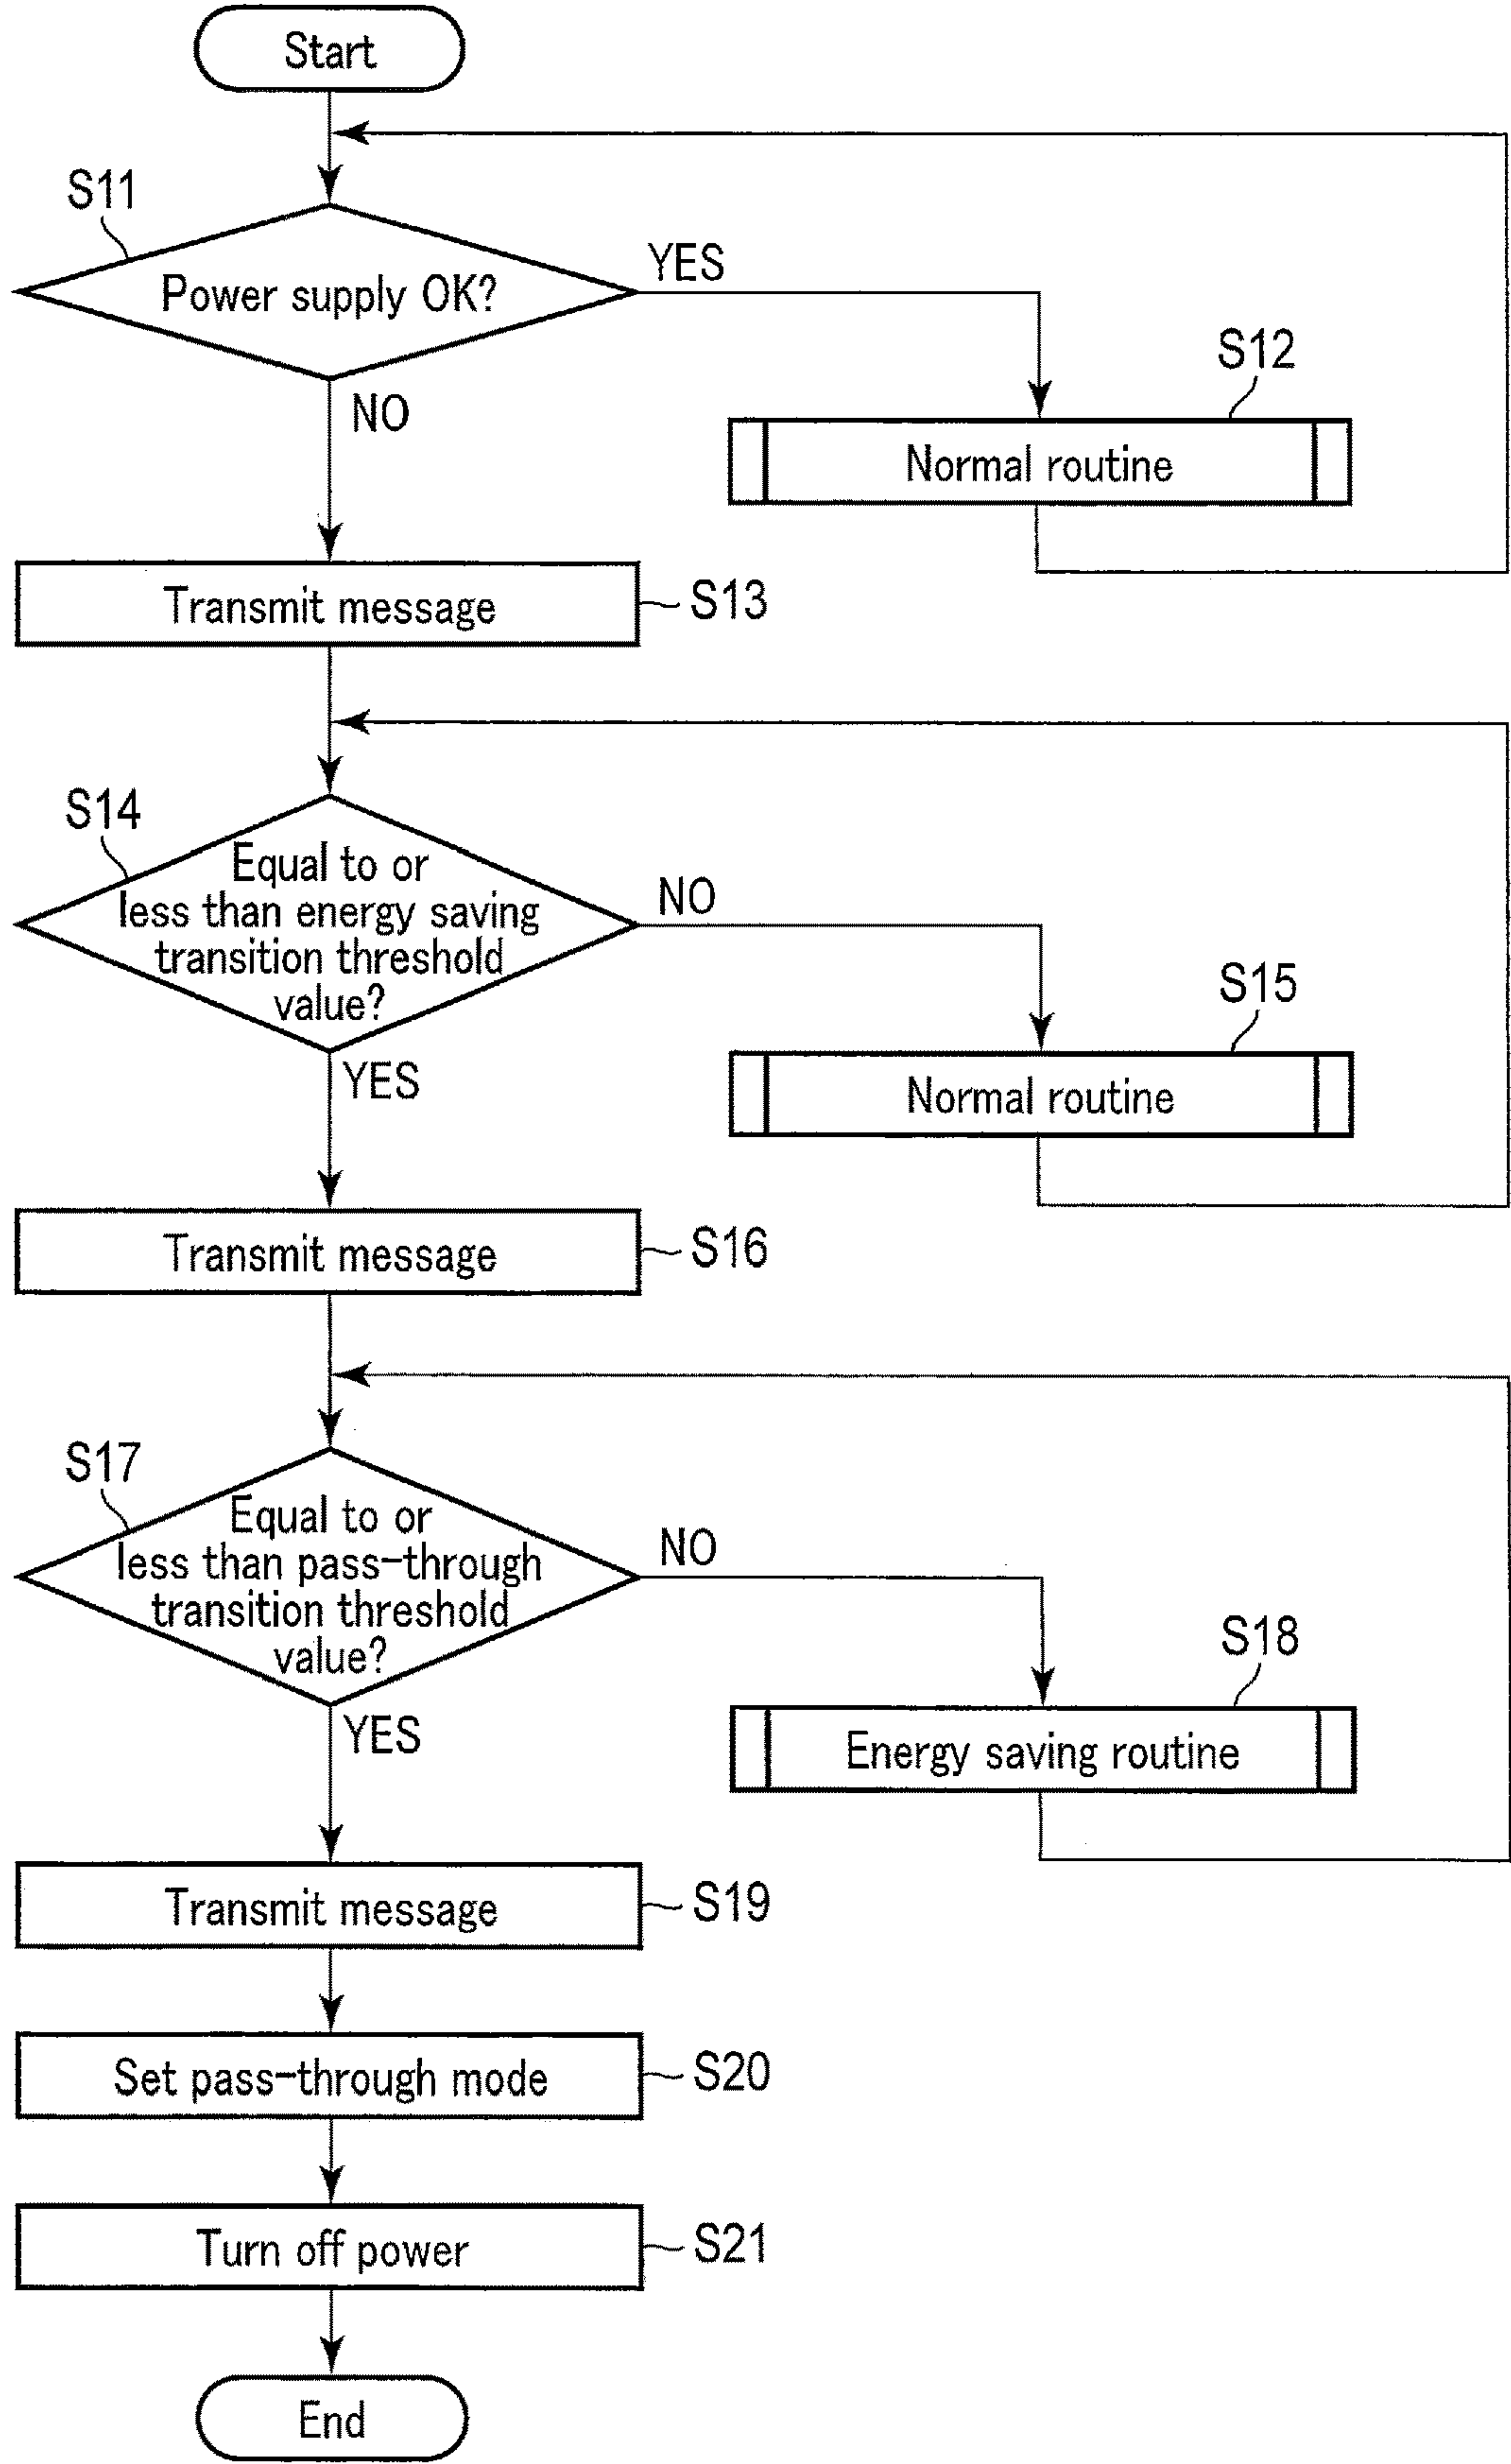 Start
S11
Power supply OK?
YES
NO
S12
Normal routine
Transmit message
S13
S14
Equal to or
less than energy saving
transition threshold
value?
NO
YES
S15
Normal routine
Transmit message
S16
S17
Equal to or
less than pass-through
transition threshold
value?
NO
YES
S18
Energy saving routine
Transmit message
S19
Set pass-through mode
S20
Turn off power
S21
End